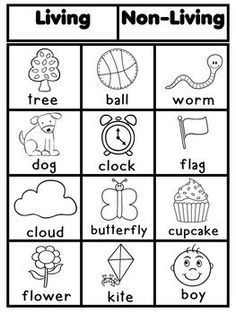 Living Non-Living
tree ball worm
dog clock flag
cloud butterfly cupcake
flower kite boy